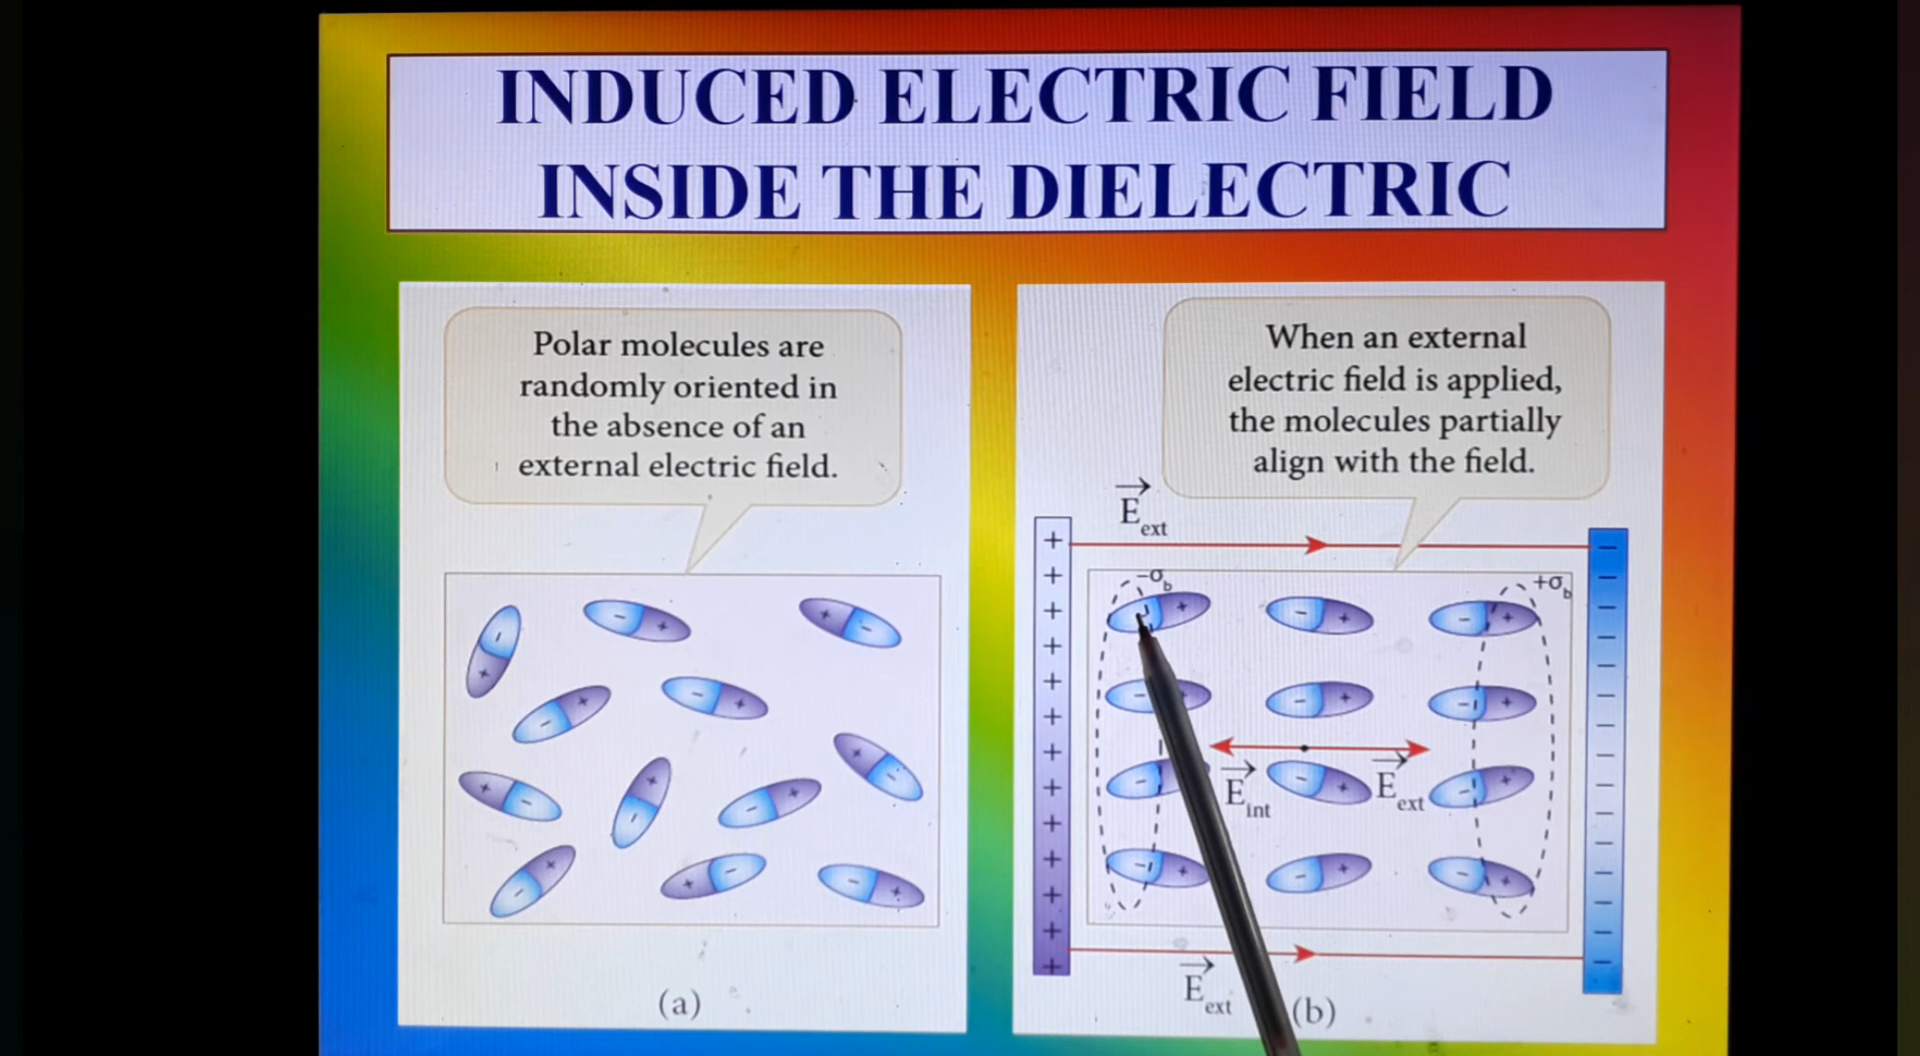 INDUCED ELECTRIC FIELD
INSIDE THE DIELECTRIC
Polar molecules are
randomly oriented in
the absence of an
external electric field.
(a)
When an external
electric field is applied,
the molecules partially
align with the field.
E⃗ext
−σb
+σb
E⃗int
E⃗ext
E⃗ext
(b)